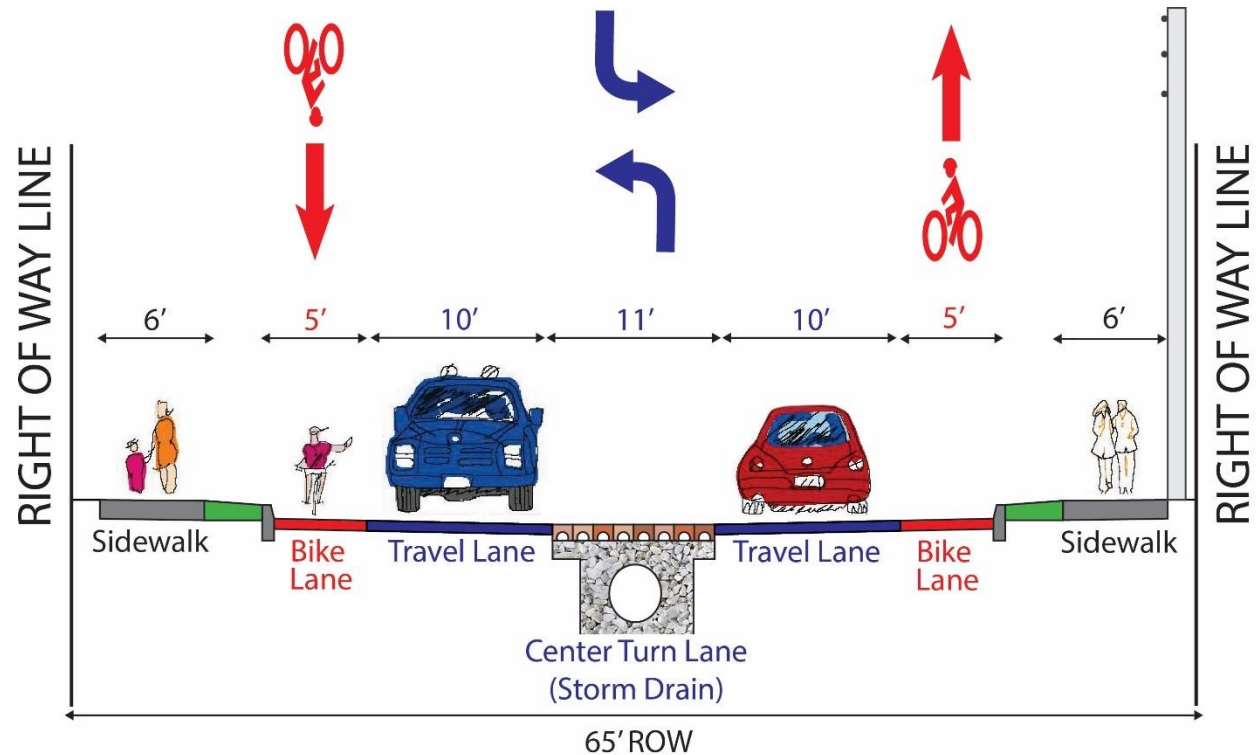 RIGHT OF WAY LINE
RIGHT OF WAY LINE
6’ 5’ 10’ 11’ 10’ 5’ 6’
Sidewalk
Bike
Lane
Travel Lane
Travel Lane
Bike
Lane
Sidewalk
Center Turn Lane
(Storm Drain)
65’ ROW